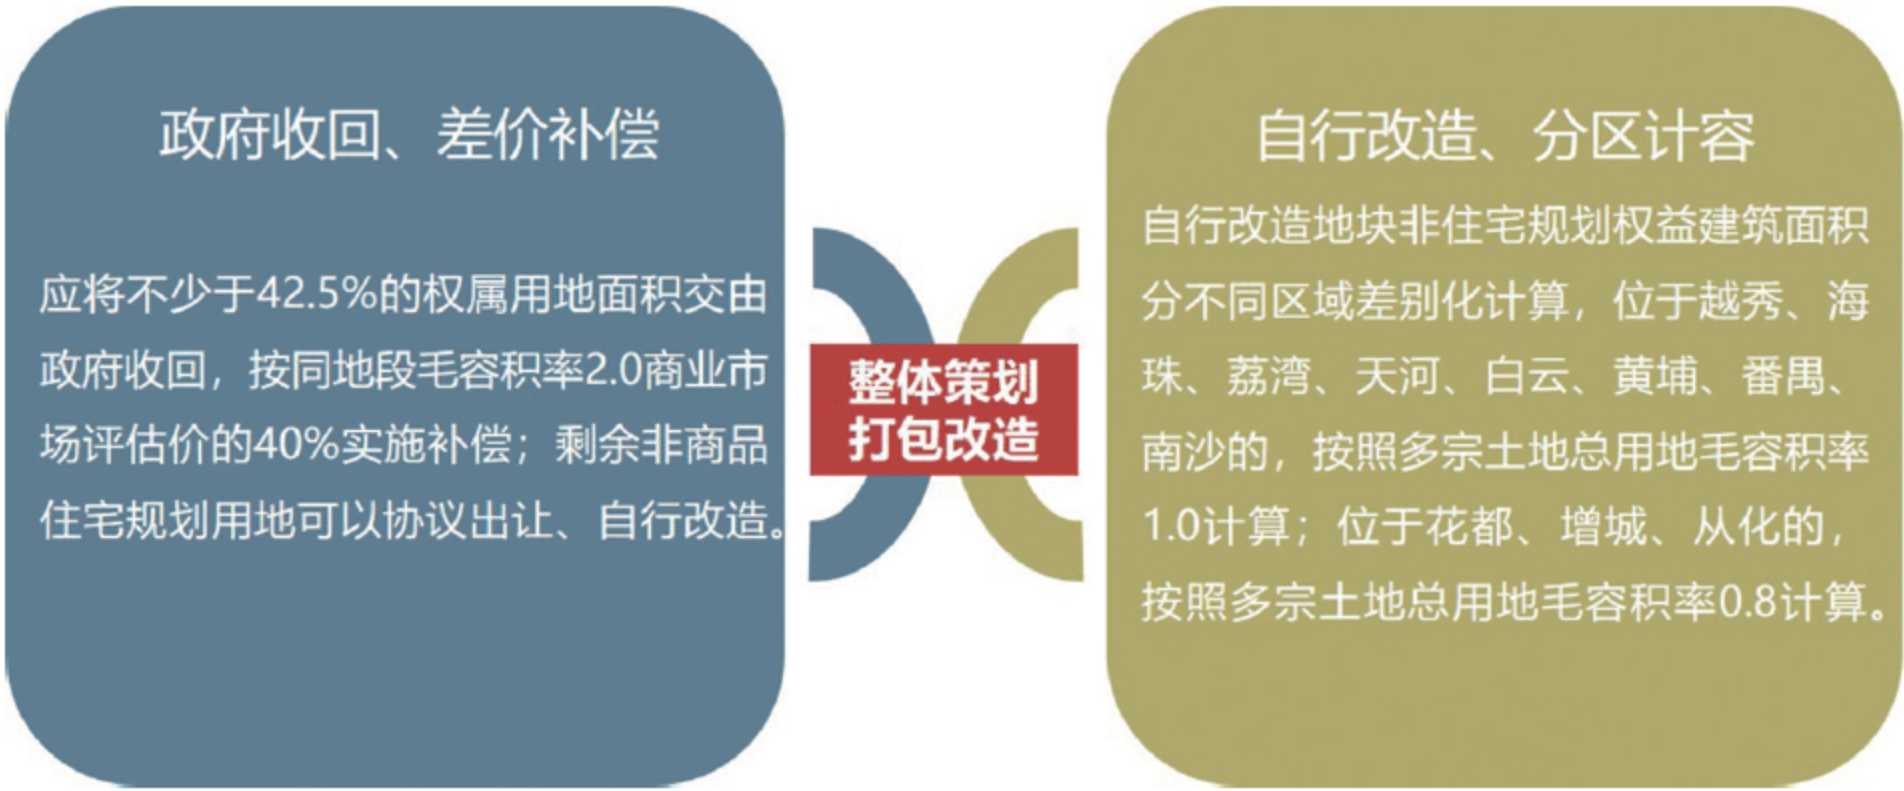 政府收回、差价补偿
应将不少于42.5%的权属用地面积交由
政府收回，按同地段毛容积率2.0商业市
场评估价的40%实施补偿；剩余非商品
住宅规划用地可以协议出让、自行改造。
整体策划
打包改造
自行改造、分区计容
自行改造地块非住宅规划权益建筑面积
分不同区域差别化计算，位于越秀、海
珠、荔湾、天河、白云、黄埔、番禺、
南沙的，按照多宗土地总用地毛容积率
1.0计算；位于花都、增城、从化的，
按照多宗土地总用地毛容积率0.8计算。